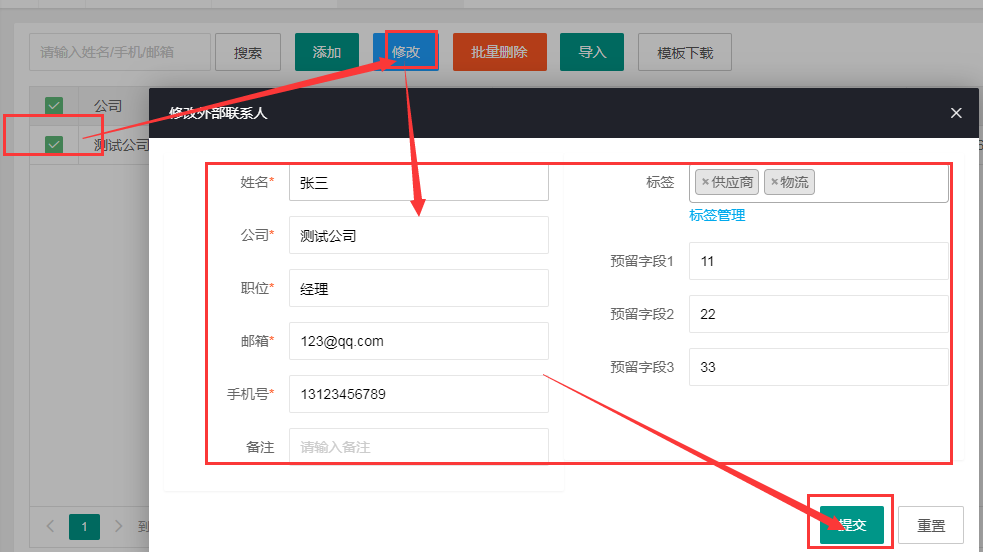 请输入姓名/手机/邮箱 搜索 添加 修改 批量删除 导入 模板下载
公司
修改外部联系人
测试公司
姓名* 张三
标签 ×供应商 ×物流
标签管理
公司* 测试公司
预留字段1 11
职位* 经理
预留字段2 22
邮箱* 123@qq.com
预留字段3 33
手机号* 13123456789
备注 请输入备注
1 到
提交 重置